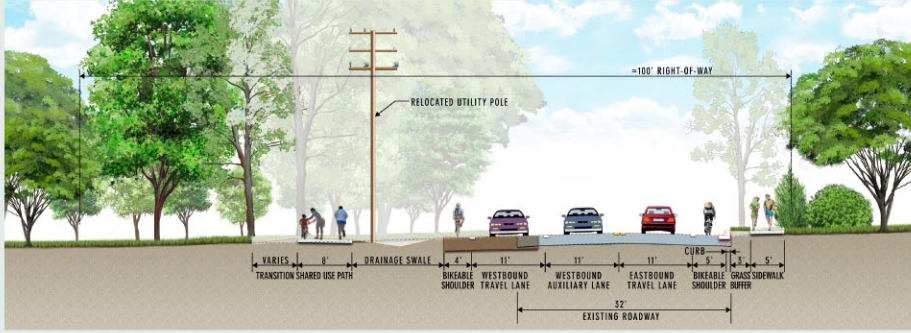 ≈100' RIGHT-OF-WAY
RELOCATED UTILITY POLE
CURB
VARIES
8'
4'
11'
11'
11'
5'
3'
5'
TRANSITION
SHARED USE PATH
DRAINAGE SWALE
BIKEABLE
SHOULDER
WESTBOUND
TRAVEL LANE
WESTBOUND
AUXILIARY LANE
EASTBOUND
TRAVEL LANE
BIKEABLE
SHOULDER
GRASS
BUFFER
SIDEWALK
32'
EXISTING ROADWAY